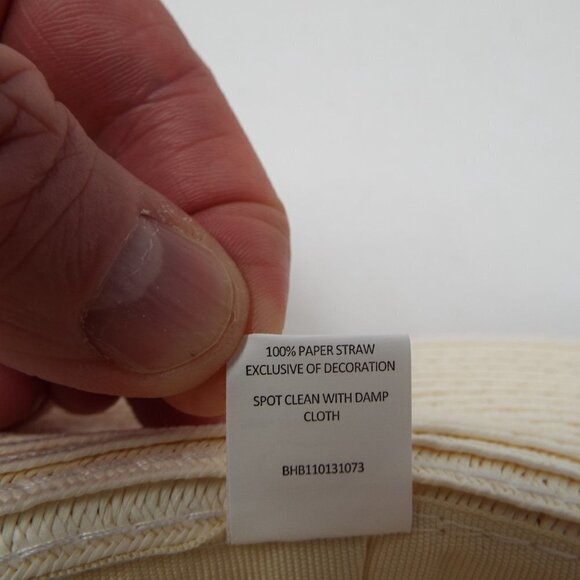 100% PAPER STRAW
EXCLUSIVE OF DECORATION
SPOT CLEAN WITH DAMP
CLOTH
BHB110131073